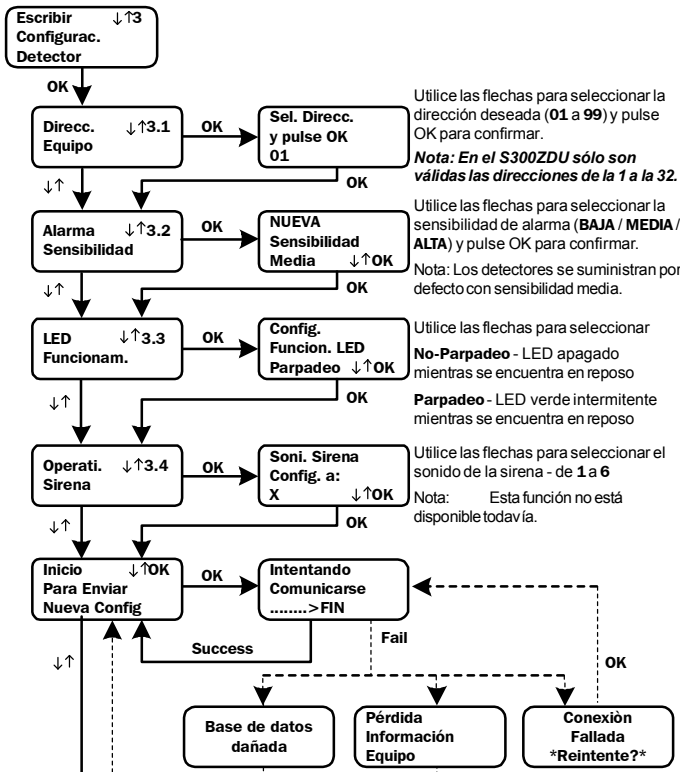 Escribir ↓↑3
Configurac.
Detector
OK
Direcc. ↓↑3.1
Equipo
OK
Sel. Direcc.
y pulse OK
01
Utilice las flechas para seleccionar la
dirección deseada (01 a 99) y pulse
OK para confirmar.
Nota: En el S300ZDU sólo son
válidas las direcciones de la 1 a la 32.
↓↑
OK
Alarma ↓↑3.2
Sensibilidad
OK
NUEVA
Sensibilidad
Media ↓↑OK
Utilice las flechas para seleccionar la
sensibilidad de alarma (BAJA / MEDIA /
ALTA) y pulse OK para confirmar.
Nota: Los detectores se suministran por
defecto con sensibilidad media.
↓↑
OK
LED ↓↑3.3
Funcionam.
OK
Config.
Funcion. LED
Parpadeo ↓↑OK
Utilice las flechas para seleccionar
No-Parpadeo - LED apagado
mientras se encuentra en reposo
Parpadeo - LED verde intermitente
mientras se encuentra en reposo
↓↑
OK
Operati. ↓↑3.4
Sirena
OK
Soni. Sirena
Config. a:
X ↓↑OK
Utilice las flechas para seleccionar el
sonido de la sirena - de 1 a 6
Nota: Esta función no está
disponible todavía.
↓↑
OK
Inicio ↓↑OK
Para Enviar
Nueva Config
OK
Intentando
Comunicarse
........>FIN
Success
Fail
OK
↓↑
Base de datos
dañada
Pérdida
Información
Equipo
Conexiòn
Fallada
*Reintente?*